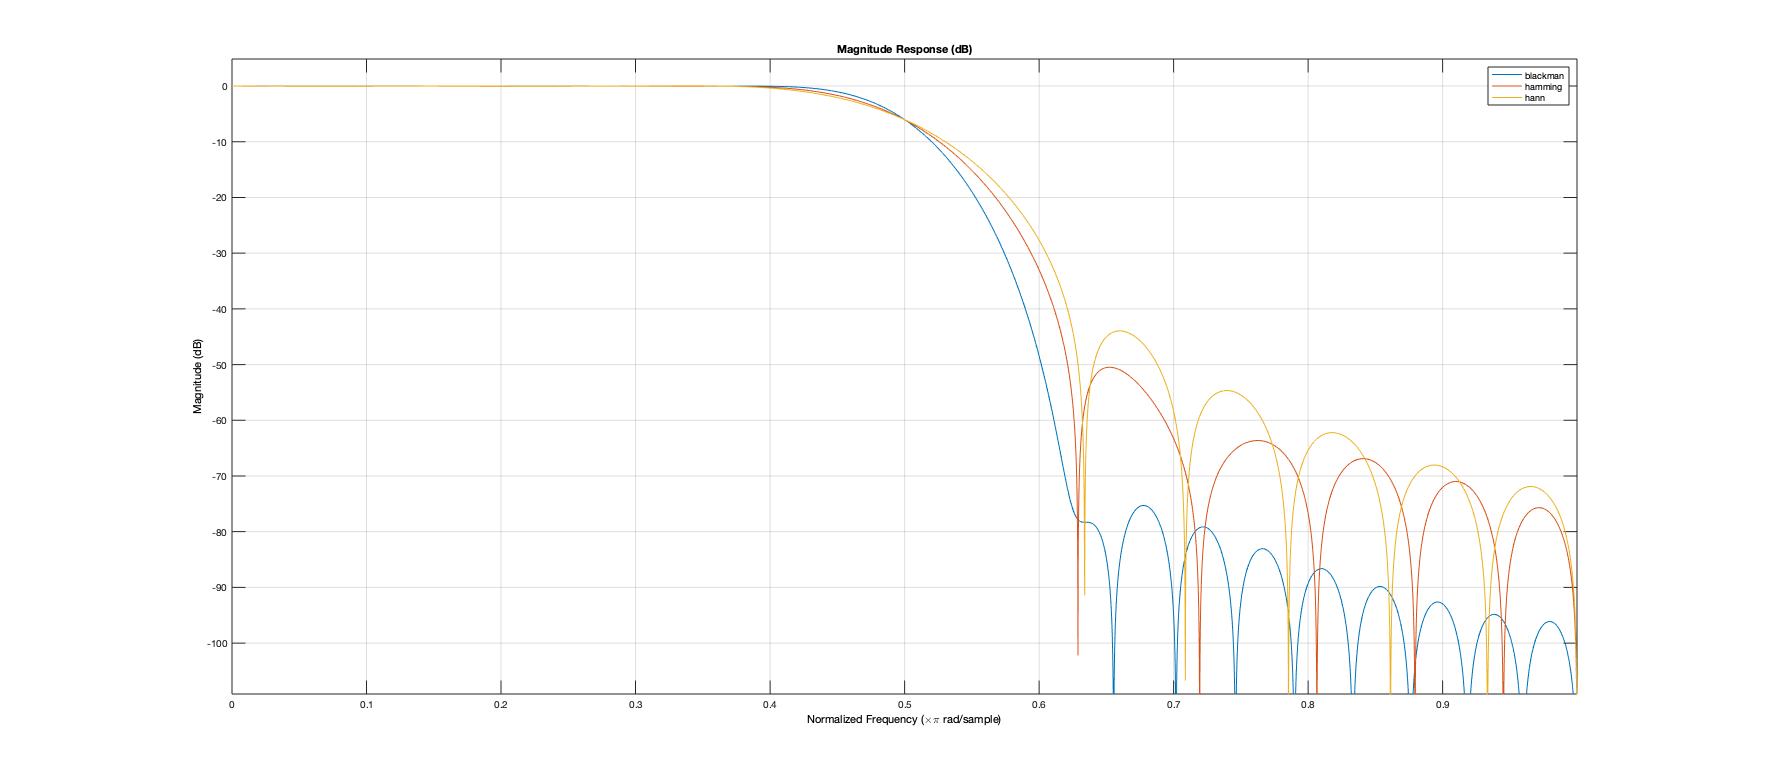 Magnitude Response (dB)
blackman
hamming
hann
0
-10
-20
-30
-40
-50
-60
-70
-80
-90
-100
Magnitude (dB)
0 0.1 0.2 0.3 0.4 0.5 0.6 0.7 0.8 0.9
Normalized Frequency (×π rad/sample)